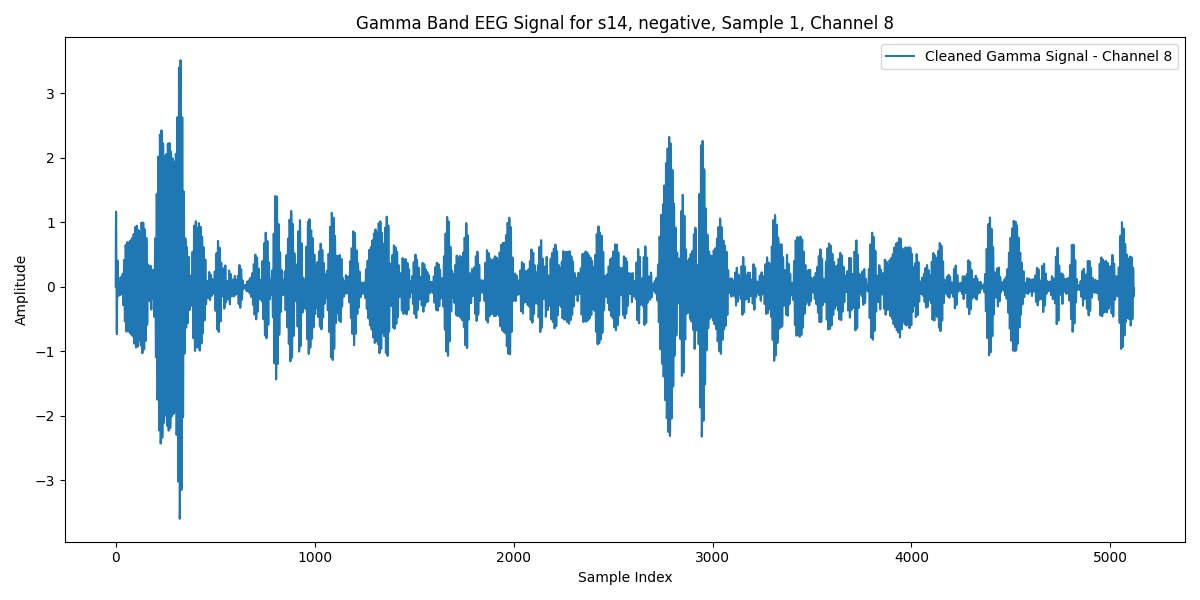 Gamma Band EEG Signal for s14, negative, Sample 1, Channel 8
Cleaned Gamma Signal - Channel 8
Amplitude
3
2
1
0
−1
−2
−3
0 1000 2000 3000 4000 5000
Sample Index